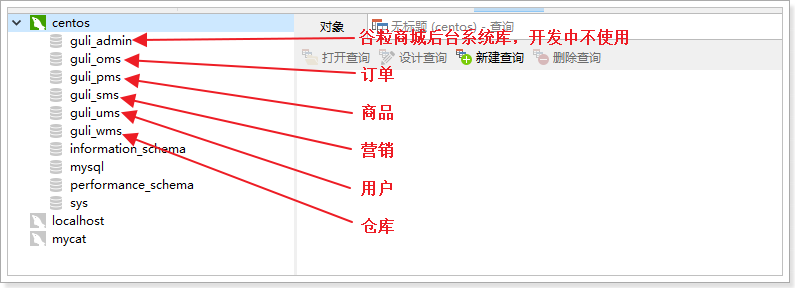 centos
guli_admin
guli_oms
guli_pms
guli_sms
guli_ums
guli_wms
information_schema
mysql
performance_schema
sys
localhost
mycat
对象
无标题 (centos) - 查询
打开查询
设计查询
新建查询
删除查询
谷粒商城后台系统库，开发中不使用
订单
商品
营销
用户
仓库